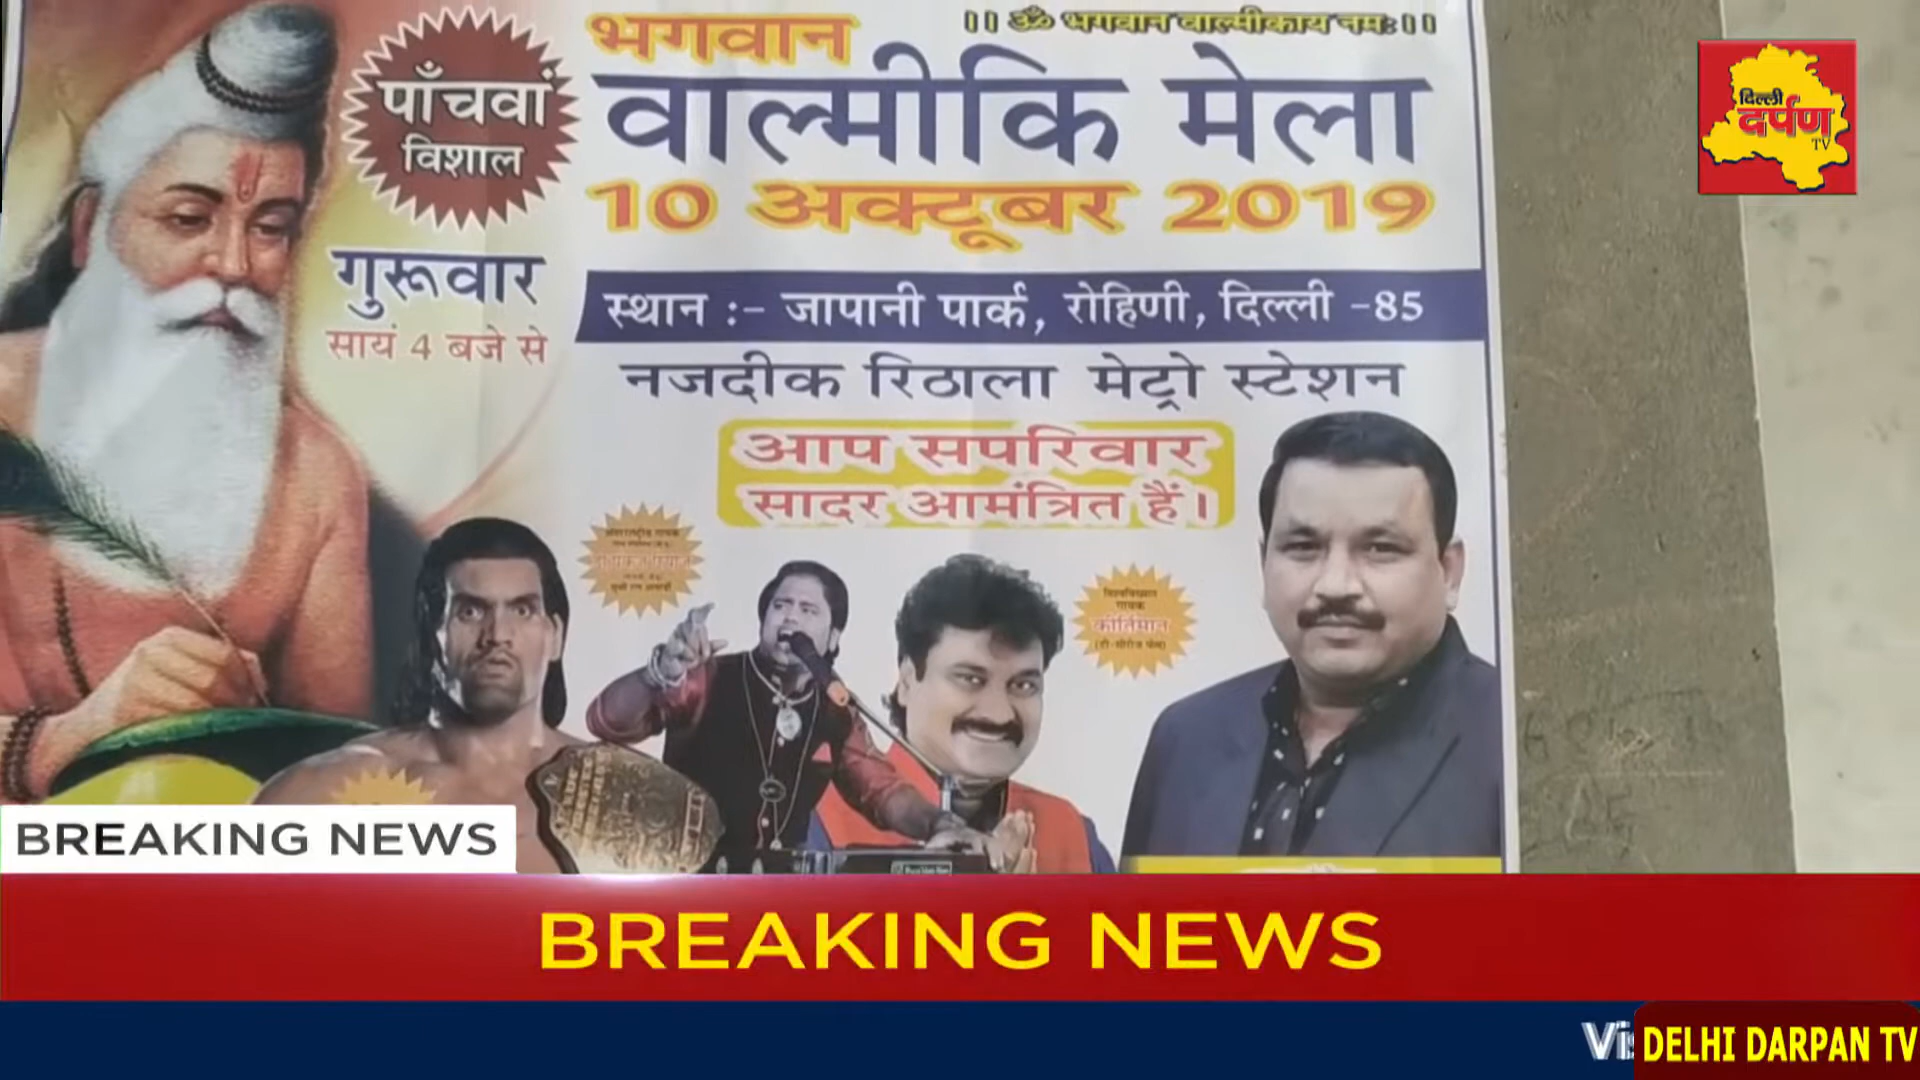 ।। ॐ भगवान वाल्मीकाय नमः ।।
पाँचवां
विशाल
भगवान
वाल्मीकि मेला
10 अक्टूबर 2019
गुरूवार
सायं 4 बजे से
स्थान :- जापानी पार्क, रोहिणी, दिल्ली -85
नजदीक रिठाला मेट्रो स्टेशन
आप सपरिवार
सादर आमंत्रित हैं।
गायक
कीर्तिमान
दिल्ली
दर्पण
TV
BREAKING NEWS
BREAKING NEWS
DELHI DARPAN TV